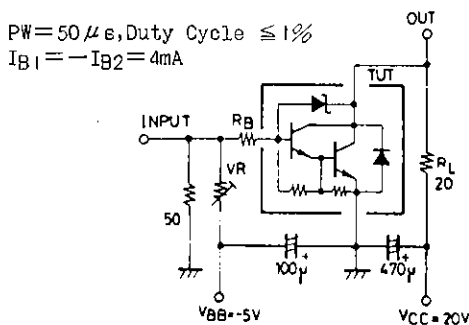 PW=50μs, Duty Cycle ≦1%
IB1=−IB2=4mA
OUT
TUT
INPUT
RB
VR
RL
20
50
100μ
+
470μ
+
VBB=-5V
VCC=20V